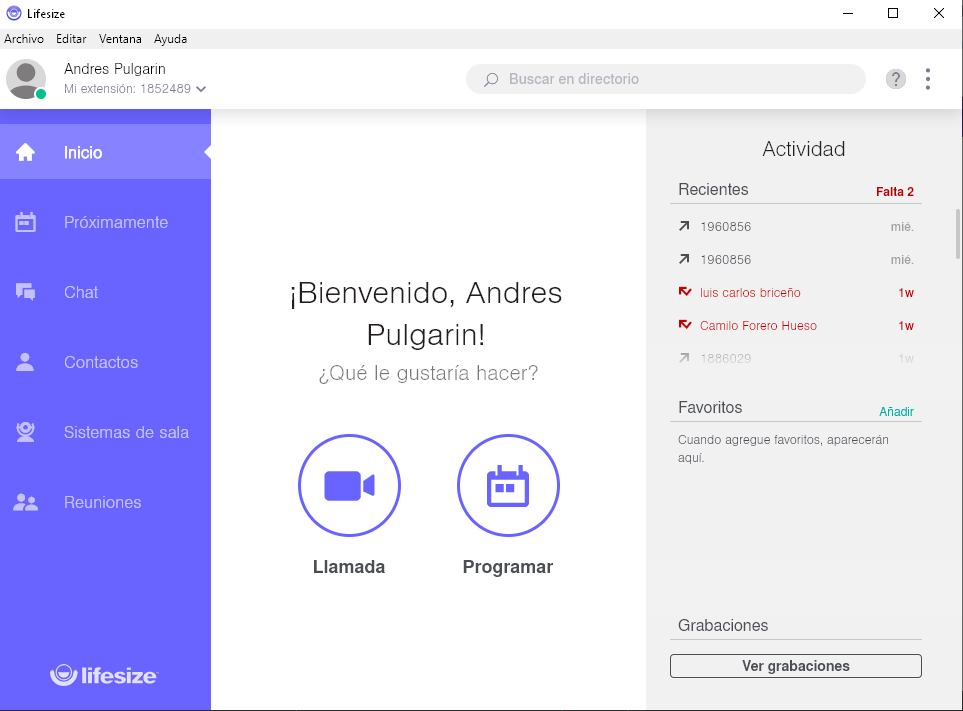 Lifesize
Archivo Editar Ventana Ayuda
Andres Pulgarin
Mi extensión: 1852489
Buscar en directorio
?
Inicio
Próximamente
Chat
Contactos
Sistemas de sala
Reuniones
lifesize
¡Bienvenido, Andres
Pulgarin!
¿Qué le gustaría hacer?
Llamada
Programar
Actividad
Recientes Falta 2
1960856 mié.
1960856 mié.
luis carlos briceño 1w
Camilo Forero Hueso 1w
1886029 1w
Favoritos Añadir
Cuando agregue favoritos, aparecerán
aquí.
Grabaciones
Ver grabaciones